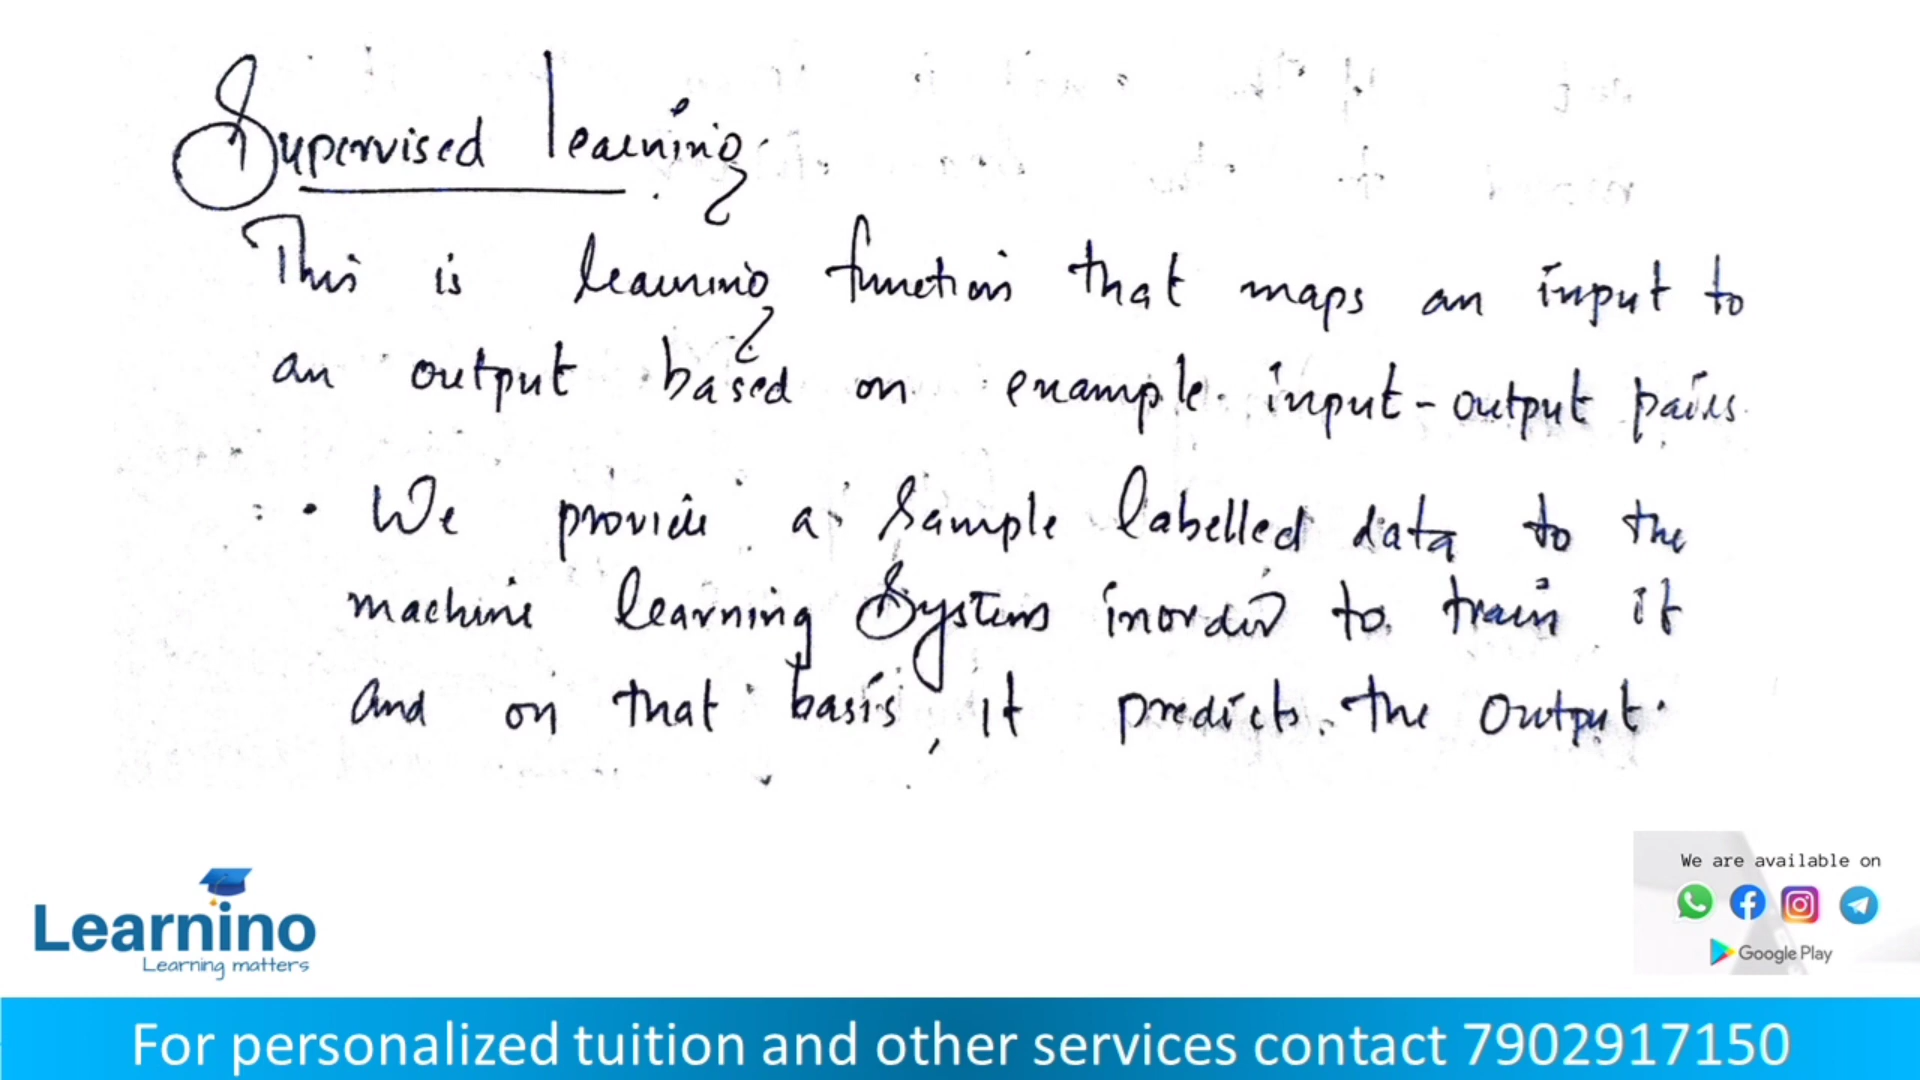 Supervised learning
This is learning function that maps an input to
an output based on example input-output pairs
• We provide a sample labelled data to the
machine learning systems inorder to train it
and on that basis, it predicts the output.
We are available on
Google Play
Learnino
Learning matters
For personalized tuition and other services contact 7902917150